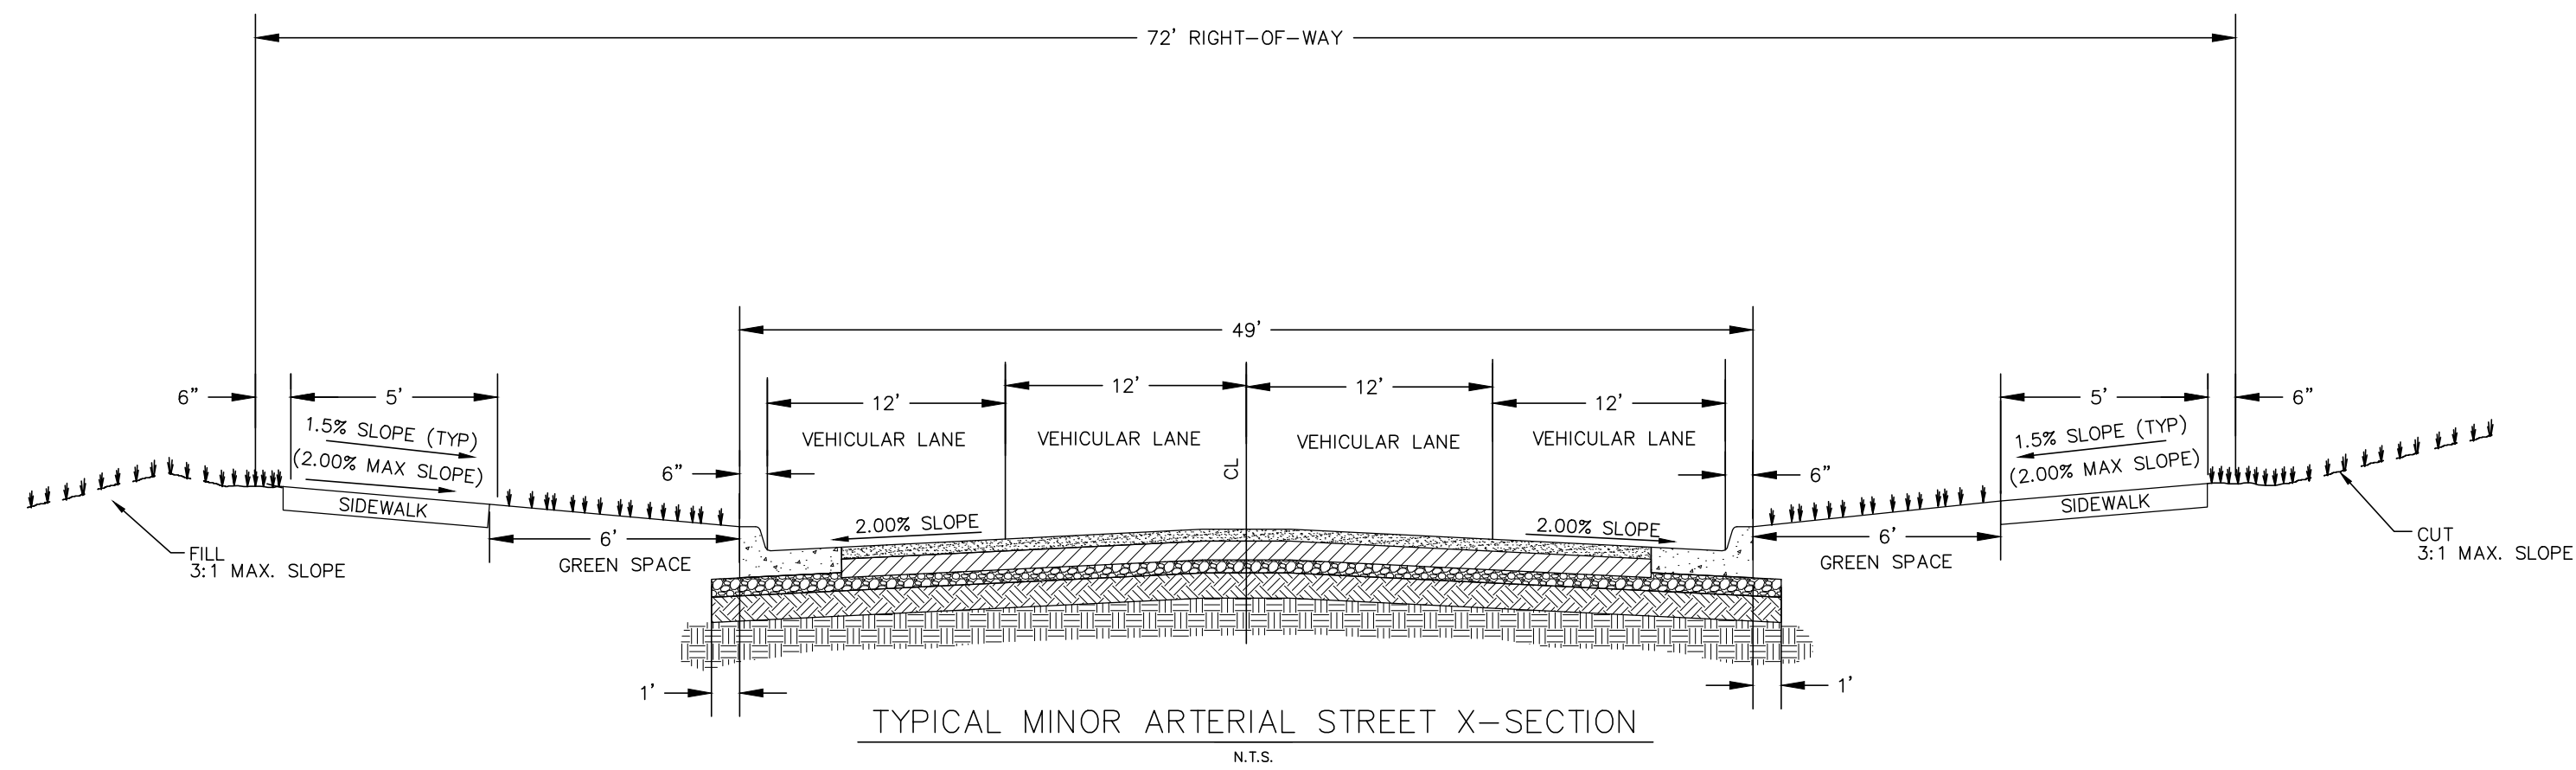 72' RIGHT-OF-WAY
49'
6" 5' 12' 12' 12' 12' 5' 6"
1.5% SLOPE (TYP)
(2.00% MAX SLOPE)
SIDEWALK
VEHICULAR LANE VEHICULAR LANE VEHICULAR LANE VEHICULAR LANE
1.5% SLOPE (TYP)
(2.00% MAX SLOPE)
SIDEWALK
6" CL 6"
2.00% SLOPE 2.00% SLOPE
FILL
3:1 MAX. SLOPE
6'
GREEN SPACE
6'
GREEN SPACE
CUT
3:1 MAX. SLOPE
1' 1'
TYPICAL MINOR ARTERIAL STREET X-SECTION
N.T.S.